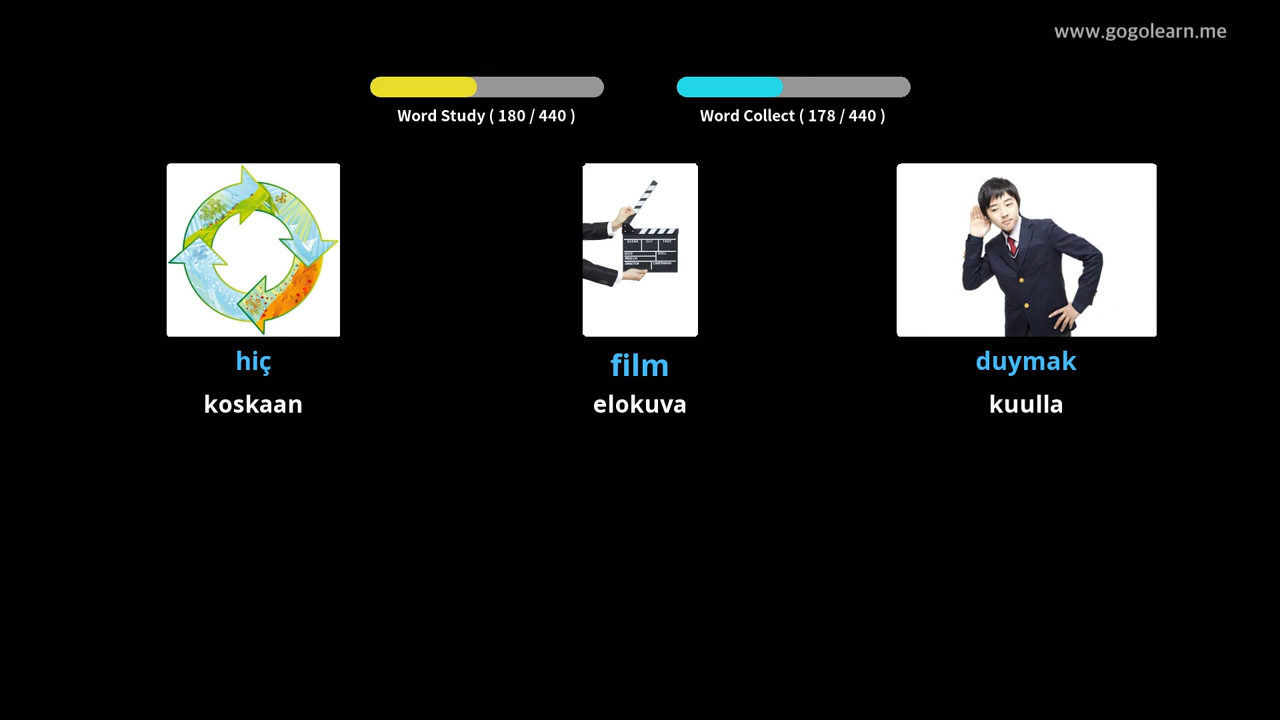 www.gogolearn.me
Word Study ( 180 / 440 )
Word Collect ( 178 / 440 )
hiç
film
duymak
koskaan
elokuva
kuulla